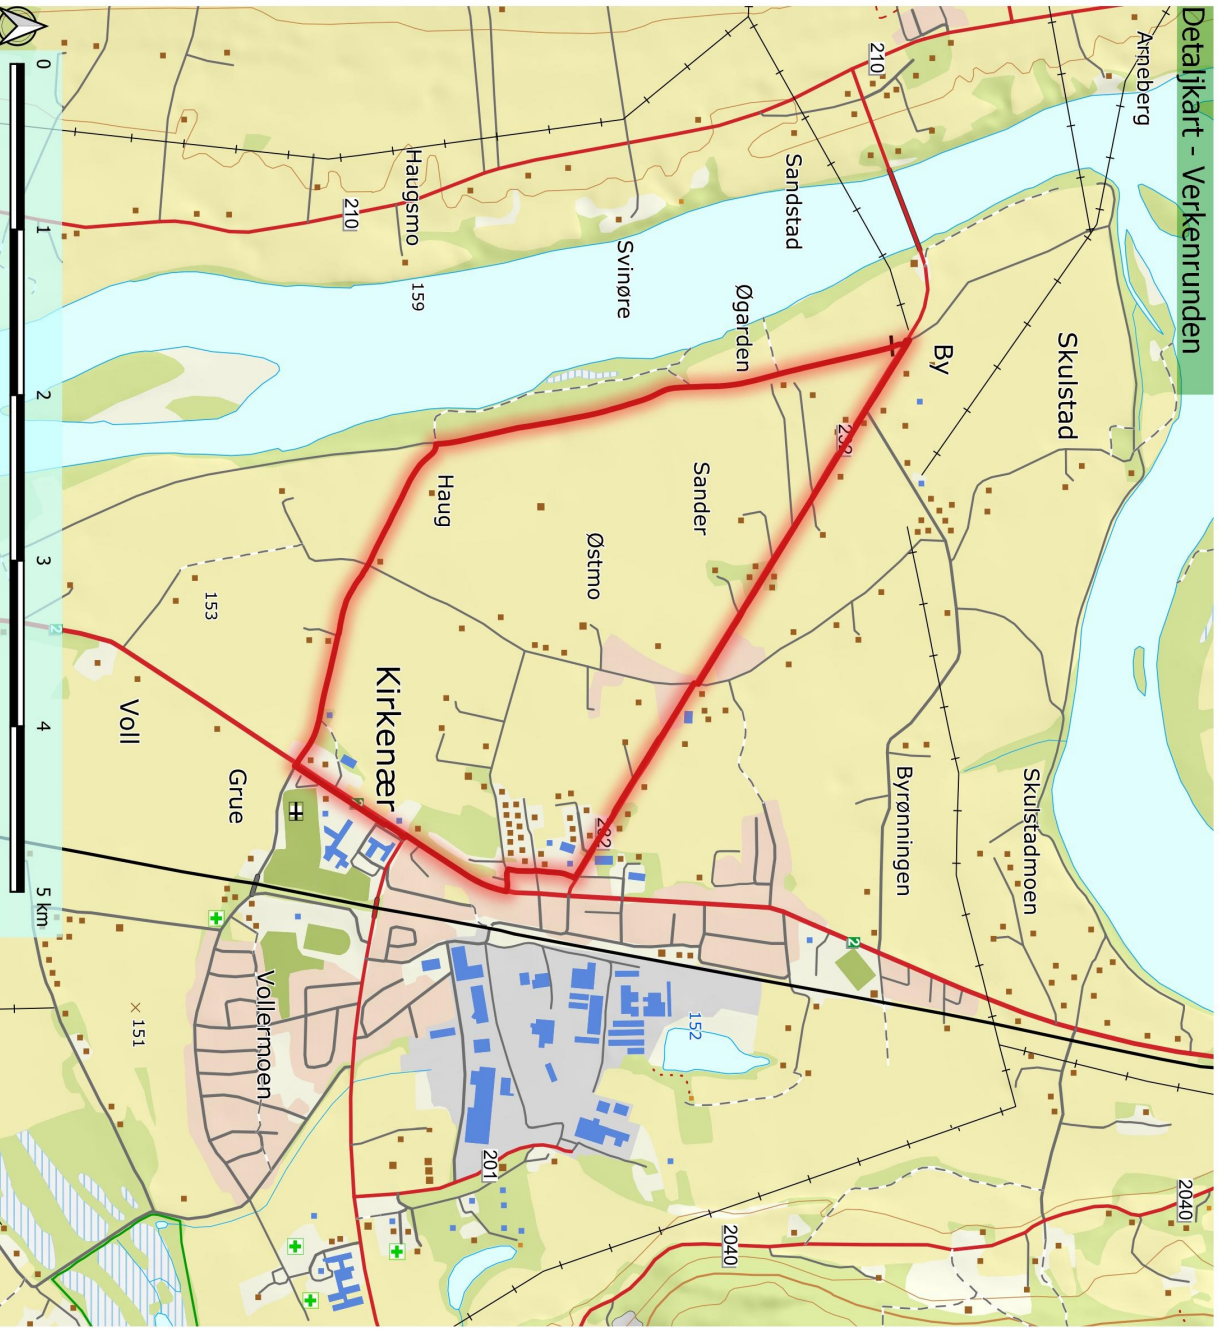 Detaljkart - Verkenrunden
Arneberg
210
Skulstad
By
Sandstad
Øgarden
Svinøre
Haugsmo
210
159
232
Sander
Haug
Østmo
153
Skulstadmoen
Byrønningen
Kirkenær
Voll
Grue
232
2
2
2
152
Vollermoen
151
201
2040
2040
0
1
2
3
4
5 km